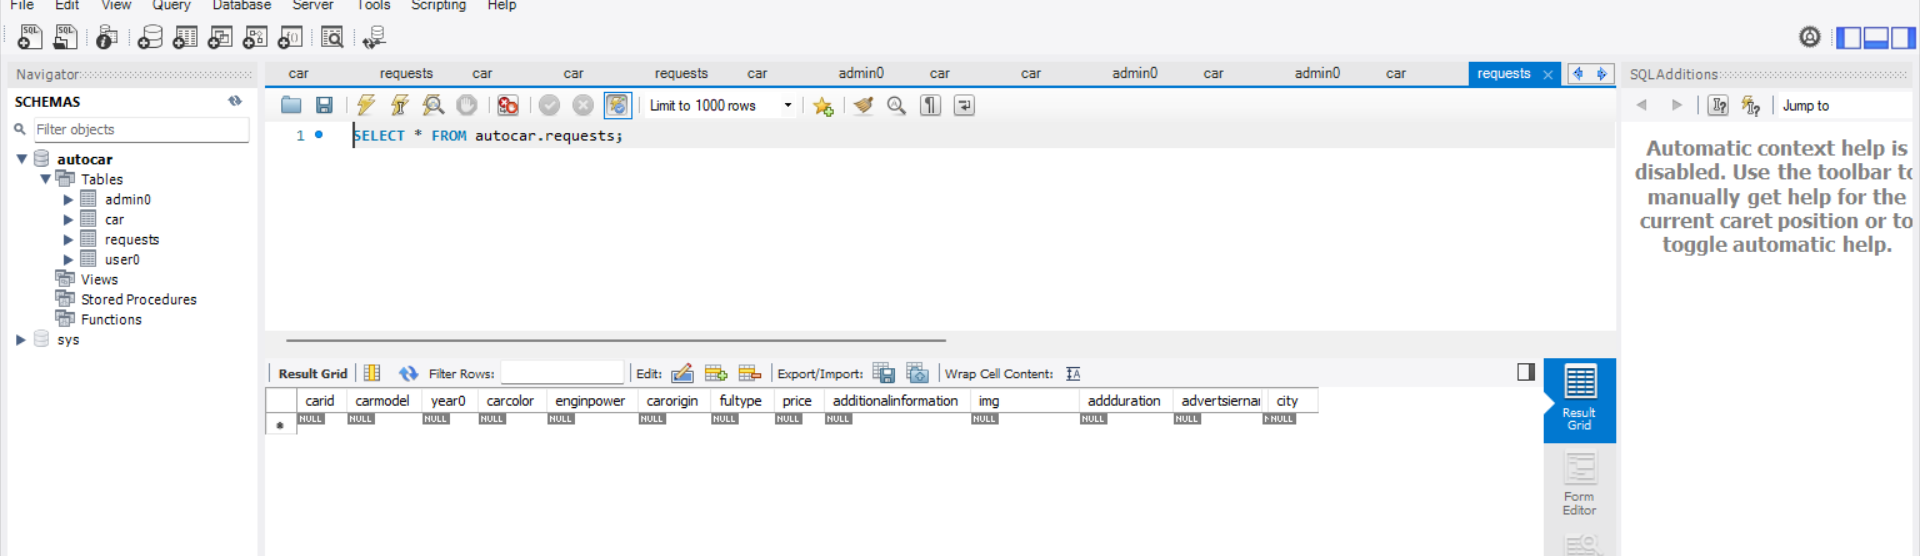 File Edit View Query Database Server Tools Scripting Help
Navigator
SCHEMAS
Filter objects
autocar
Tables
admin0
car
requests
user0
Views
Stored Procedures
Functions
sys
car requests car car requests car admin0 car car admin0 car admin0 car requests
Limit to 1000 rows
1 SELECT * FROM autocar.requests;
Result Grid Filter Rows: Edit: Export/Import: Wrap Cell Content:
carid carmodel year0 carcolor enginpower carorigin fultype price additionalinformation img addduration advertsiernar city
NULL NULL NULL NULL NULL NULL NULL NULL NULL NULL NULL NULL NULL
Result
Grid
Form
Editor
SQLAdditions
Jump to
Automatic context help is
disabled. Use the toolbar to
manually get help for the
current caret position or to
toggle automatic help.